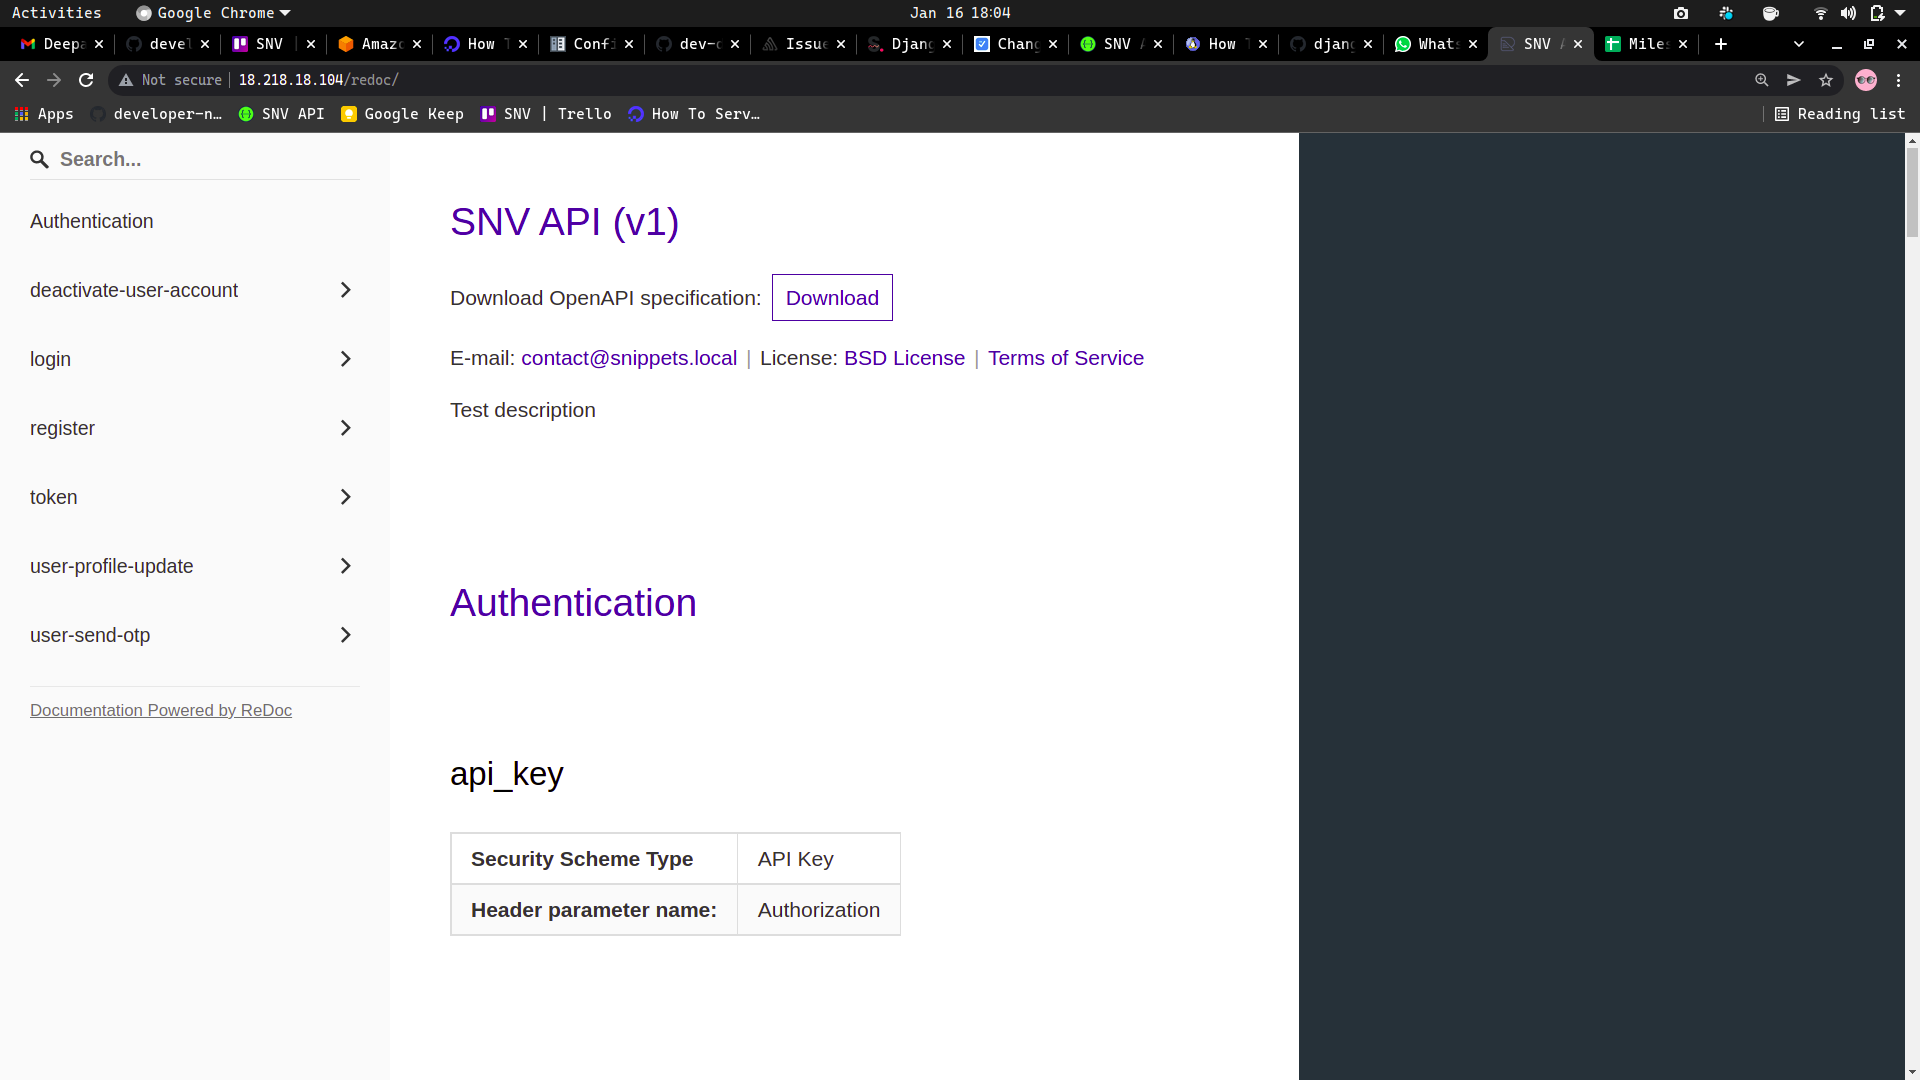 Activities Google Chrome Jan 16 18:04
Deepa devel SNV Amazo How T Confi dev-c Issue Djang Chang SNV A How T djang Whats SNV A Miles
Not secure 18.218.18.104/redoc/
Apps developer-n… SNV API Google Keep SNV | Trello How To Serv… Reading list
Search...
Authentication
deactivate-user-account
login
register
token
user-profile-update
user-send-otp
Documentation Powered by ReDoc
SNV API (v1)
Download OpenAPI specification: Download
E-mail: contact@snippets.local | License: BSD License | Terms of Service
Test description
Authentication
api_key
Security Scheme Type API Key
Header parameter name: Authorization